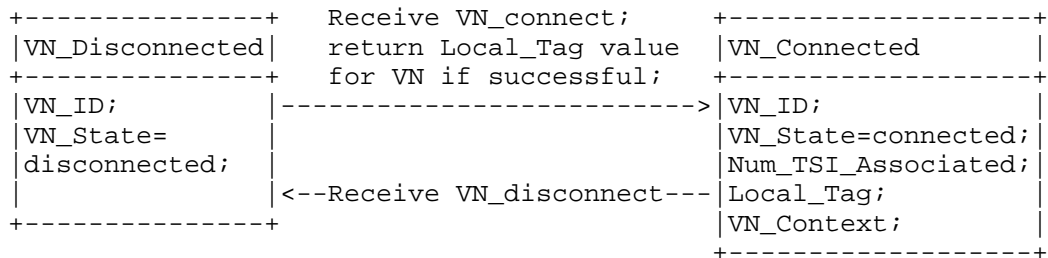 +---------------+   Receive VN_connect;   +-------------------+
|VN_Disconnected|   return Local_Tag value  |VN_Connected       |
+---------------+   for VN if successful;   +-------------------+
|VN_ID;         |-------------------------->|VN_ID;             |
|VN_State=      |                           |VN_State=connected;|
|disconnected;  |                           |Num_TSI_Associated;|
|               |<--Receive VN_disconnect---|Local_Tag;         |
+---------------+                           |VN_Context;        |
                                            +-------------------+